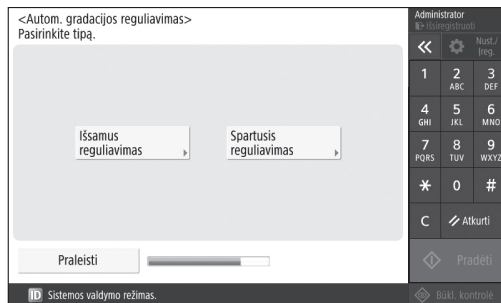 <Autom. gradacijos reguliavimas>
Pasirinkite tipą.
Išsamus
reguliavimas
Spartusis
reguliavimas
Praleisti
ID Sistemos valdymo režimas.
Administrator
Išsiregistruoti
Nust./
Įreg.
1
2
ABC
3
DEF
4
GHI
5
JKL
6
MNO
7
PQRS
8
TUV
9
WXYZ
*
0
#
C
Atkurti
Pradėti
Būkl. kontrolė